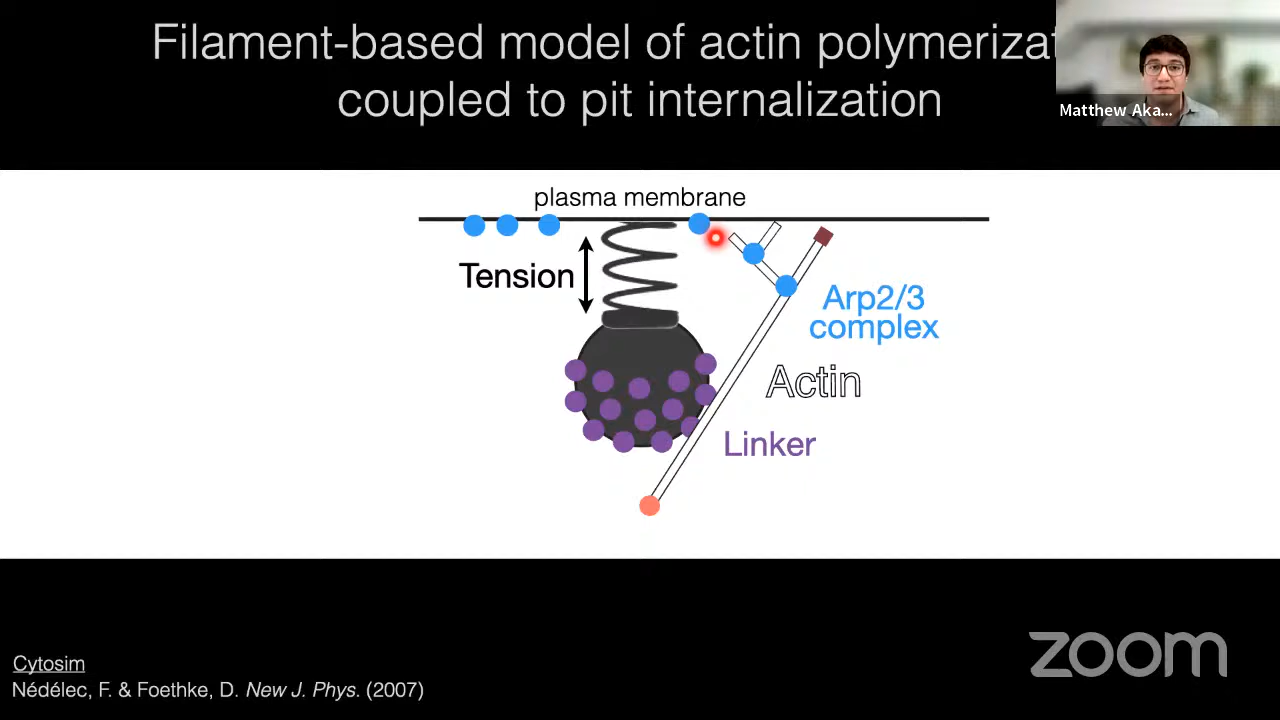 Filament-based model of actin polymerizat
coupled to pit internalization
Matthew Aka...
plasma membrane
Tension
Arp2/3
complex
Actin
Linker
Cytosim
Nédélec, F. & Foethke, D. New J. Phys. (2007)
zoom